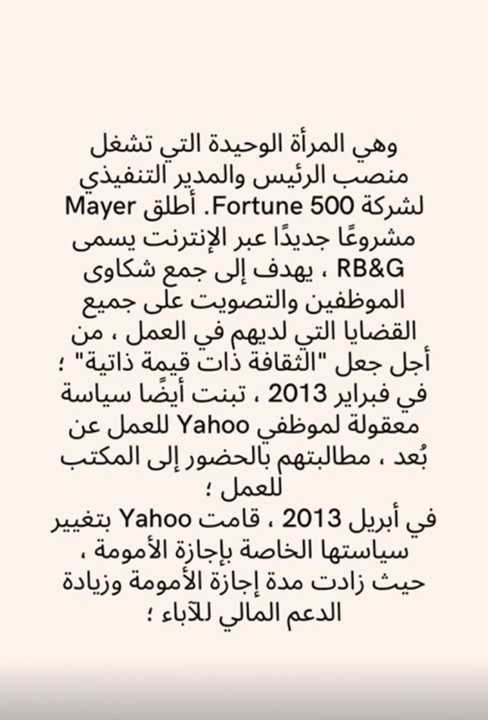 وهي المرأة الوحيدة التي تشغل
منصب الرئيس والمدير التنفيذي
لشركة Fortune 500. أطلق Mayer
مشروعًا جديدًا عبر الإنترنت يسمى
RB&G ، يهدف إلى جمع شكاوى
الموظفين والتصويت على جميع
القضايا التي لديهم في العمل ، من
أجل جعل "الثقافة ذات قيمة ذاتية" ؛
في فبراير 2013 ، تبنت أيضًا سياسة
معقولة لموظفي Yahoo للعمل عن
بُعد ، مطالبتهم بالحضور إلى المكتب
للعمل ؛
في أبريل 2013 ، قامت Yahoo بتغيير
سياستها الخاصة بإجازة الأمومة ،
حيث زادت مدة إجازة الأمومة وزيادة
الدعم المالي للآباء ؛